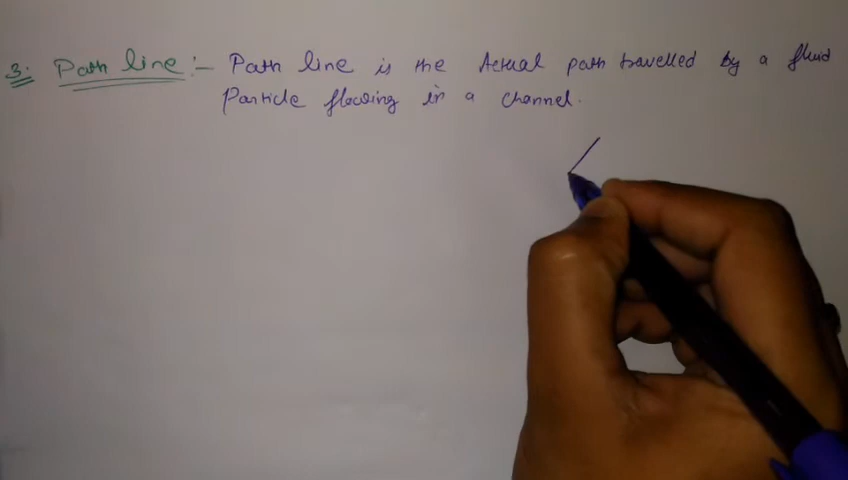 3. Path line :- Path line is the Actual path travelled by a fluid
Particle flowing in a channel.